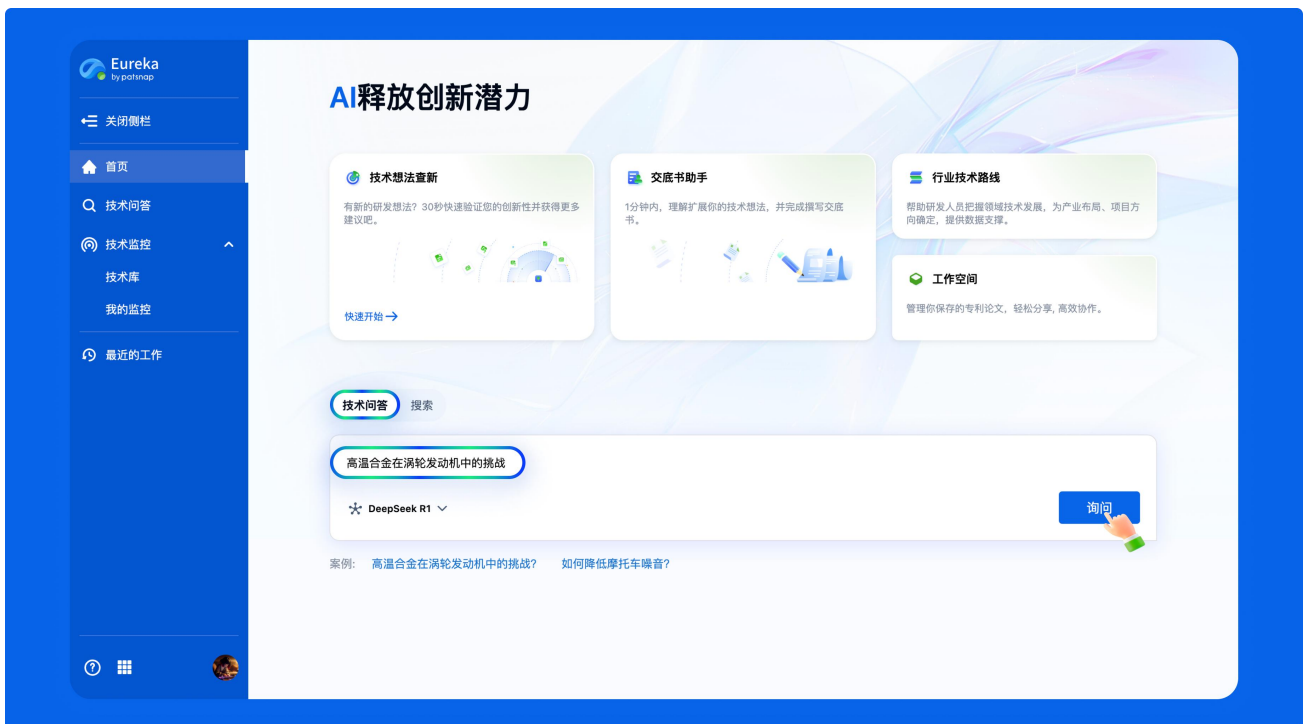 Eureka
by patsnap
关闭侧栏
首页
技术问答
技术监控
技术库
我的监控
最近的工作
AI释放创新潜力
技术想法查新
有新的研发想法？30秒快速验证您的创新性并获得更多
建议吧。
快速开始
交底书助手
1分钟内，理解扩展你的技术想法，并完成撰写交底
书。
行业技术路线
帮助研发人员把握领域技术发展，为产业布局、项目方
向确定，提供数据支撑。
工作空间
管理你保存的专利论文，轻松分享, 高效协作。
技术问答 搜索
高温合金在涡轮发动机中的挑战
DeepSeek R1
询问
案例: 高温合金在涡轮发动机中的挑战? 如何降低摩托车噪音?